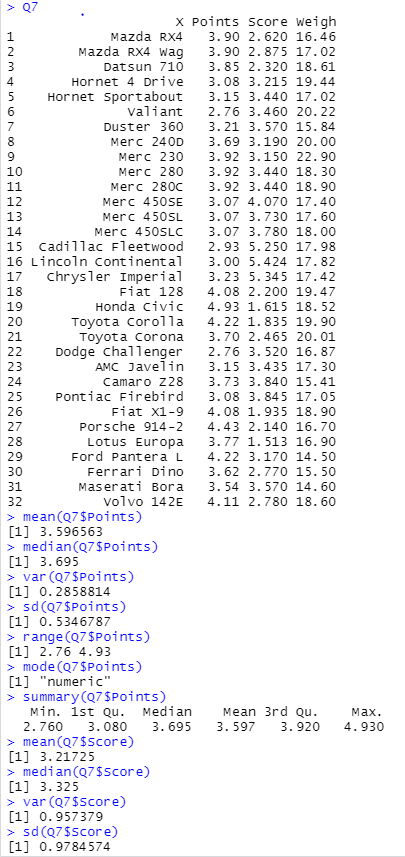 > Q7
X Points Score Weigh
1 Mazda RX4 3.90 2.620 16.46
2 Mazda RX4 Wag 3.90 2.875 17.02
3 Datsun 710 3.85 2.320 18.61
4 Hornet 4 Drive 3.08 3.215 19.44
5 Hornet Sportabout 3.15 3.440 17.02
6 Valiant 2.76 3.460 20.22
7 Duster 360 3.21 3.570 15.84
8 Merc 240D 3.69 3.190 20.00
9 Merc 230 3.92 3.150 22.90
10 Merc 280 3.92 3.440 18.30
11 Merc 280C 3.92 3.440 18.90
12 Merc 450SE 3.07 4.070 17.40
13 Merc 450SL 3.07 3.730 17.60
14 Merc 450SLC 3.07 3.780 18.00
15 Cadillac Fleetwood 2.93 5.250 17.98
16 Lincoln Continental 3.00 5.424 17.82
17 Chrysler Imperial 3.23 5.345 17.42
18 Fiat 128 4.08 2.200 19.47
19 Honda Civic 4.93 1.615 18.52
20 Toyota Corolla 4.22 1.835 19.90
21 Toyota Corona 3.70 2.465 20.01
22 Dodge Challenger 2.76 3.520 16.87
23 AMC Javelin 3.15 3.435 17.30
24 Camaro Z28 3.73 3.840 15.41
25 Pontiac Firebird 3.08 3.845 17.05
26 Fiat X1-9 4.08 1.935 18.90
27 Porsche 914-2 4.43 2.140 16.70
28 Lotus Europa 3.77 1.513 16.90
29 Ford Pantera L 4.22 3.170 14.50
30 Ferrari Dino 3.62 2.770 15.50
31 Maserati Bora 3.54 3.570 14.60
32 Volvo 142E 4.11 2.780 18.60
> mean(Q7$Points)
[1] 3.596563
> median(Q7$Points)
[1] 3.695
> var(Q7$Points)
[1] 0.2858814
> sd(Q7$Points)
[1] 0.5346787
> range(Q7$Points)
[1] 2.76 4.93
> mode(Q7$Points)
[1] "numeric"
> summary(Q7$Points)
Min. 1st Qu. Median Mean 3rd Qu. Max.
2.760 3.080 3.695 3.597 3.920 4.930
> mean(Q7$Score)
[1] 3.21725
> median(Q7$Score)
[1] 3.325
> var(Q7$Score)
[1] 0.957379
> sd(Q7$Score)
[1] 0.9784574